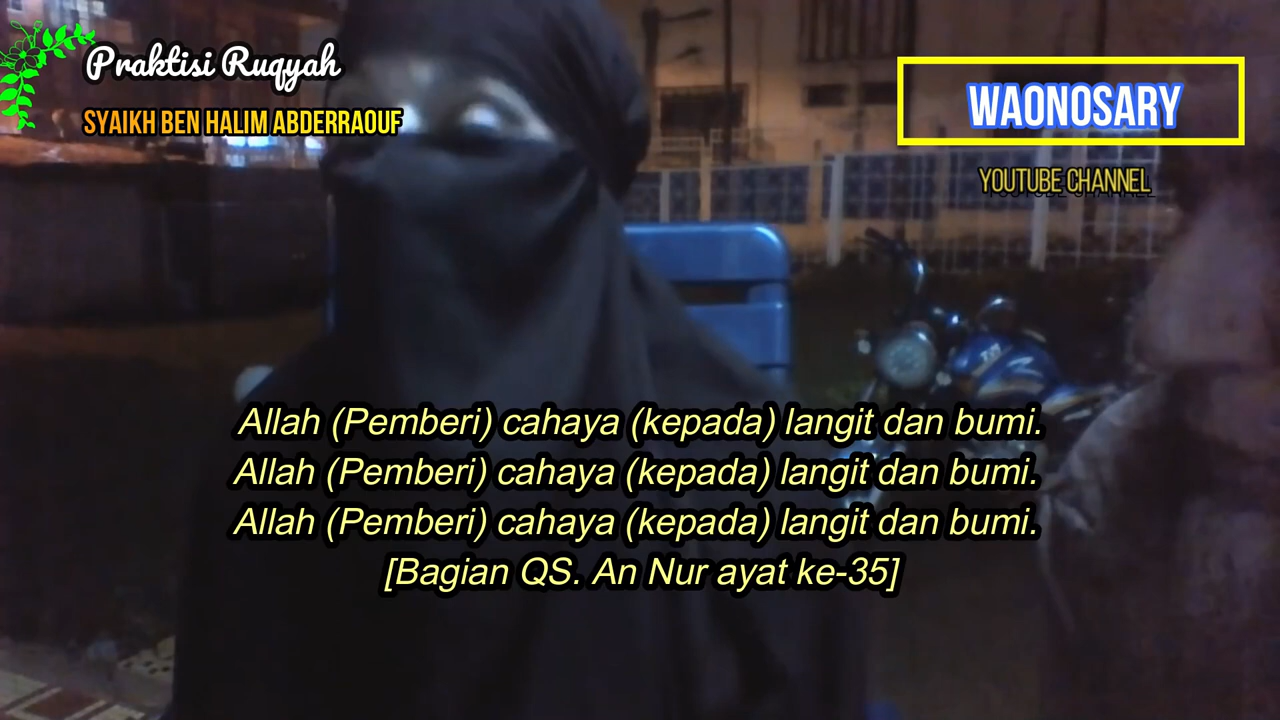 Praktisi Ruqyah
SYAIKH BEN HALIM ABDERRAOUF
WAONOSARY
YOUTUBE CHANNEL
Allah (Pemberi) cahaya (kepada) langit dan bumi.
Allah (Pemberi) cahaya (kepada) langit dan bumi.
Allah (Pemberi) cahaya (kepada) langit dan bumi.
[Bagian QS. An Nur ayat ke-35]